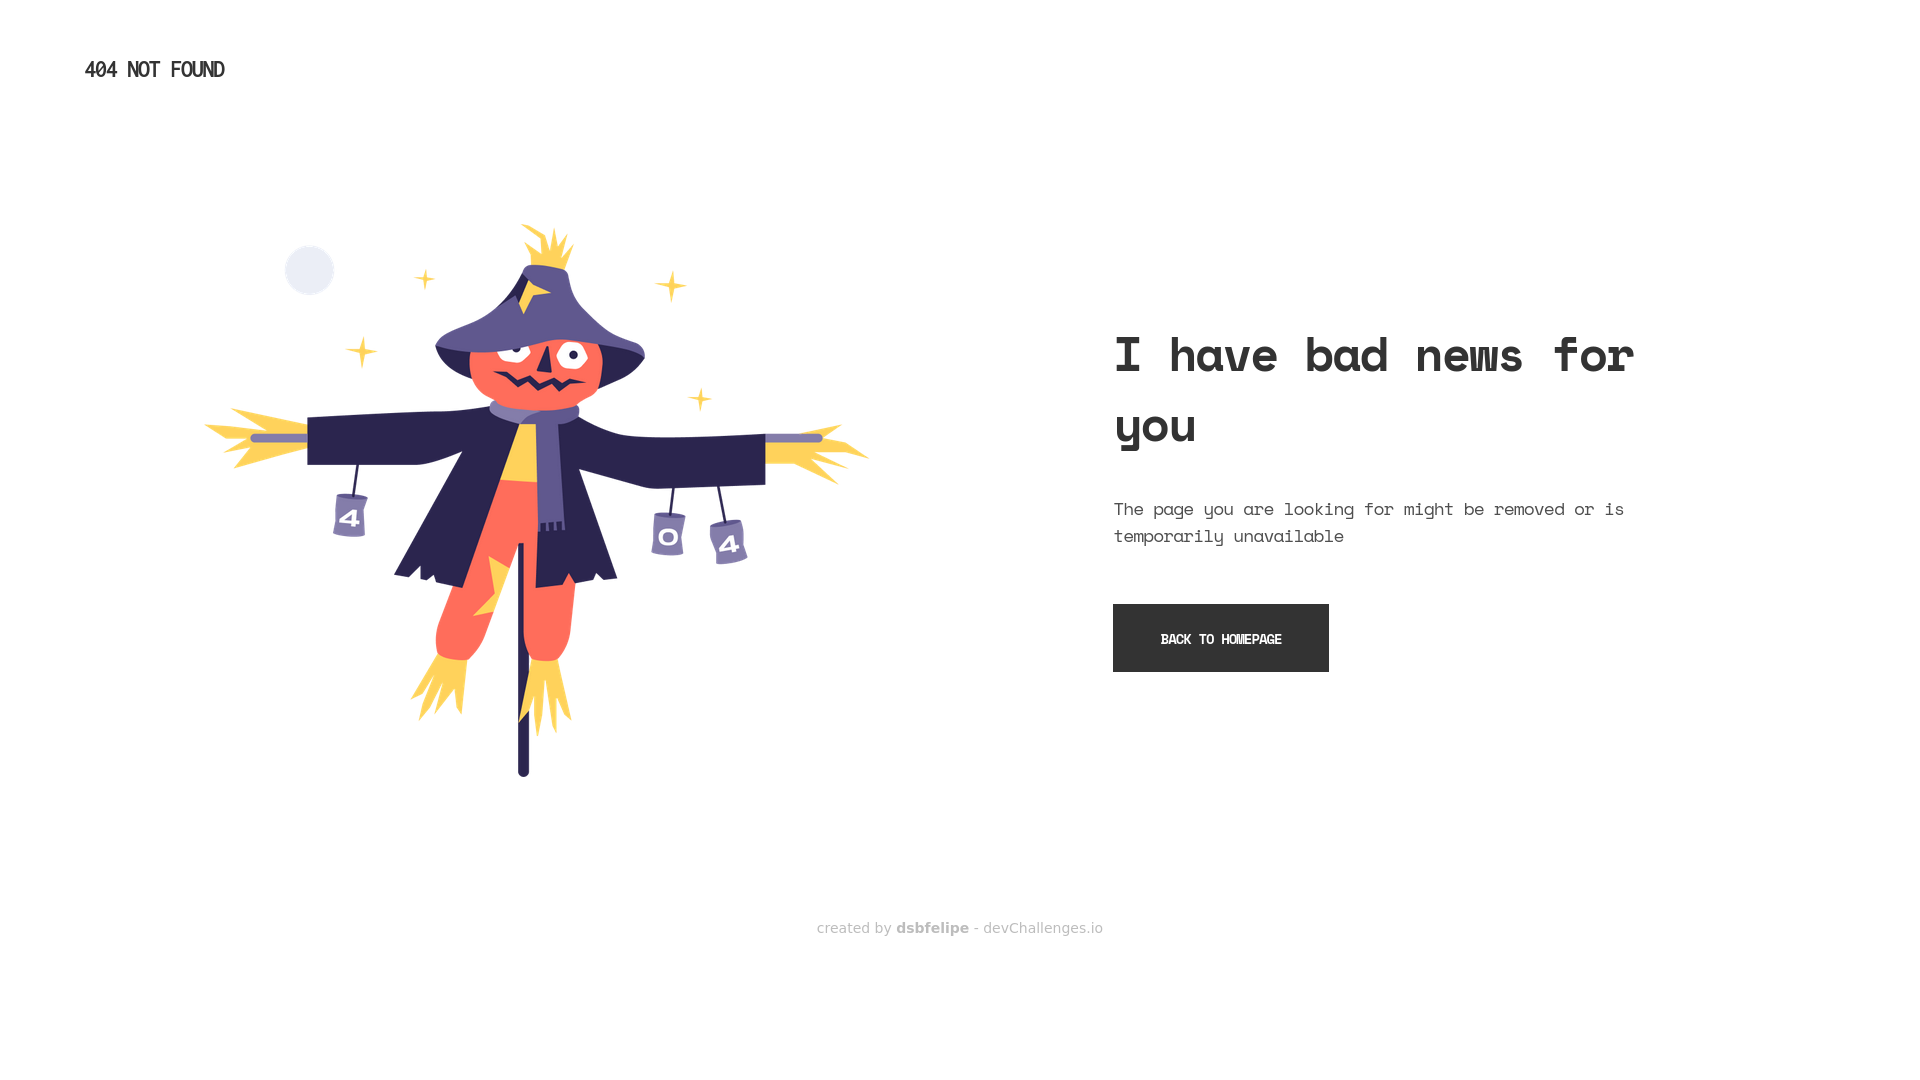 404 NOT FOUND
4
0
4
I have bad news for
you
The page you are looking for might be removed or is
temporarily unavailable
BACK TO HOMEPAGE
created by dsbfelipe - devChallenges.io